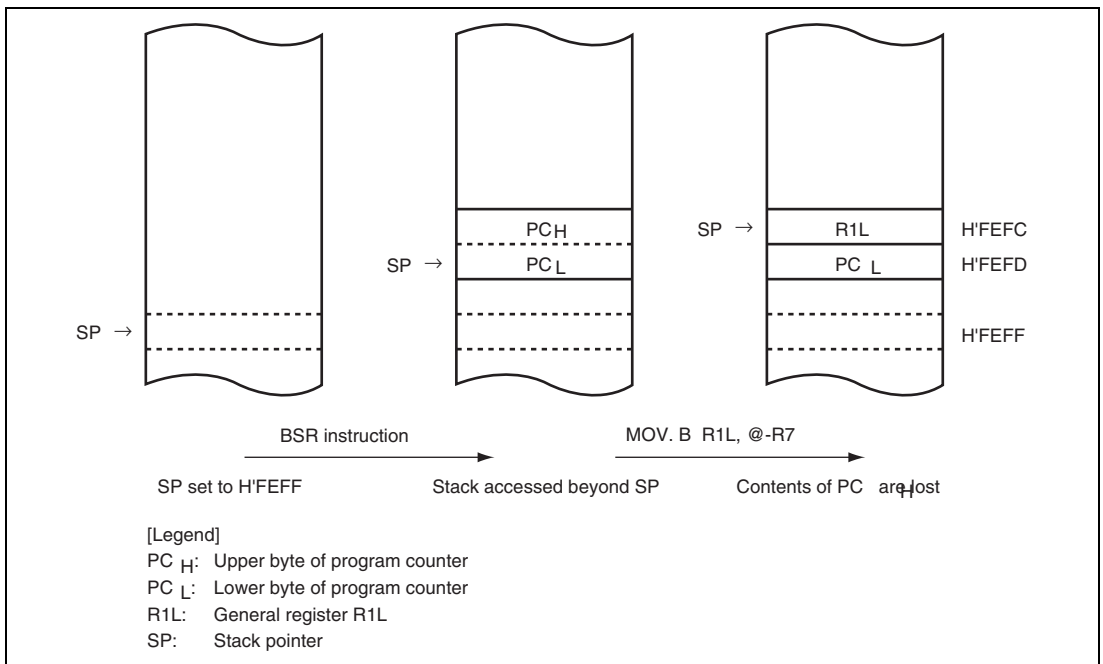 PCH
SP → R1L H'FEFC
SP → PCL
PC L H'FEFD
SP →
H'FEFF
BSR instruction
MOV. B R1L, @-R7
SP set to H'FEFF
Stack accessed beyond SP
Contents of PC H are lost
[Legend]
PC H: Upper byte of program counter
PC L: Lower byte of program counter
R1L: General register R1L
SP: Stack pointer